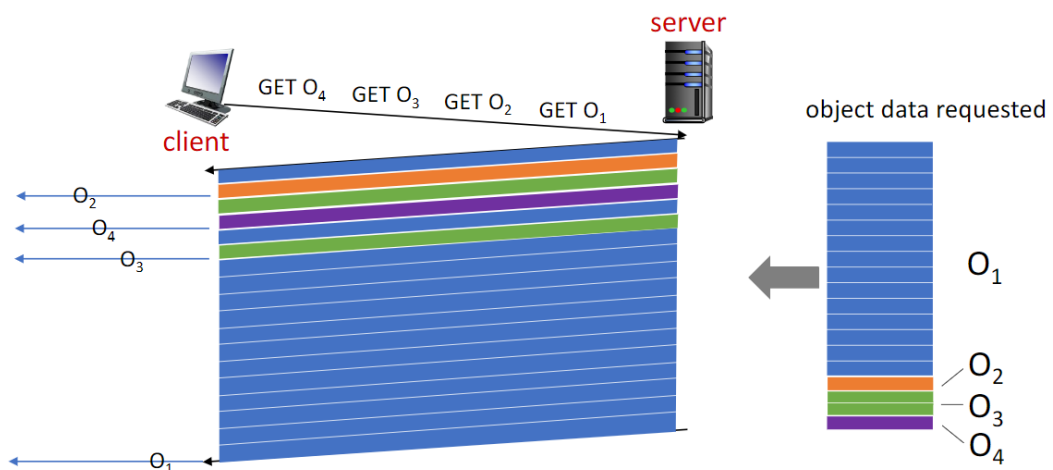 server
GET O₄ GET O₃ GET O₂ GET O₁
client
object data requested
O₂
O₄
O₃
O₁
O₁
O₂
O₃
O₄